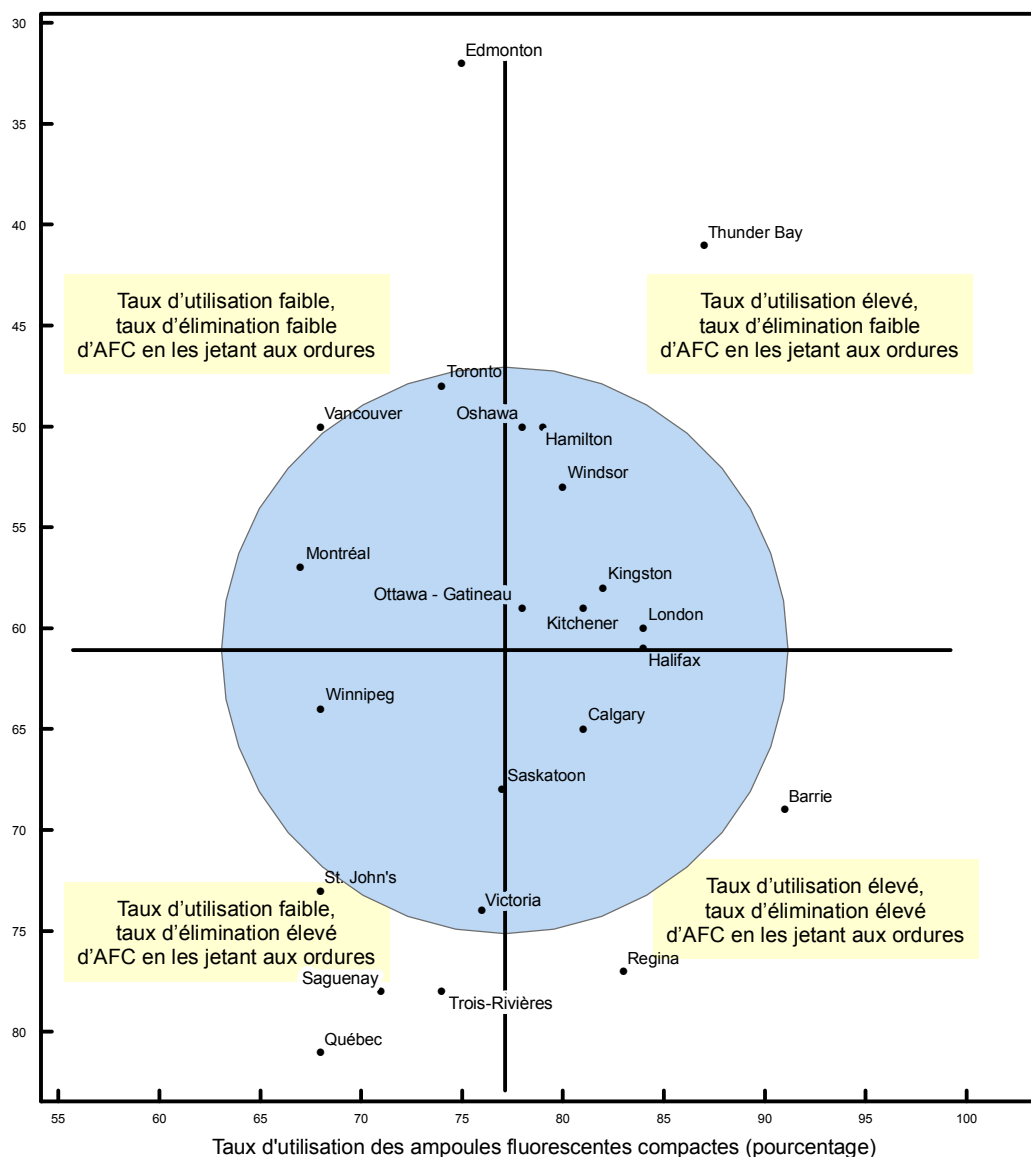 30
Edmonton
35
40
Thunder Bay
Taux d'utilisation faible,
taux d'élimination faible
d'AFC en les jetant aux ordures
Taux d'utilisation élevé,
taux d'élimination faible
d'AFC en les jetant aux ordures
45
Toronto
Vancouver
Oshawa
50
Hamilton
Windsor
55
Montréal
Kingston
Ottawa - Gatineau
Kitchener
London
60
Halifax
Winnipeg
Calgary
65
Saskatoon
Barrie
70
St. John's
Victoria
Taux d'utilisation faible,
taux d'élimination élevé
d'AFC en les jetant aux ordures
Taux d'utilisation élevé,
taux d'élimination élevé
d'AFC en les jetant aux ordures
75
Regina
Saguenay
Trois-Rivières
80
Québec
55 60 65 70 75 80 85 90 95 100
Taux d'utilisation des ampoules fluorescentes compactes (pourcentage)